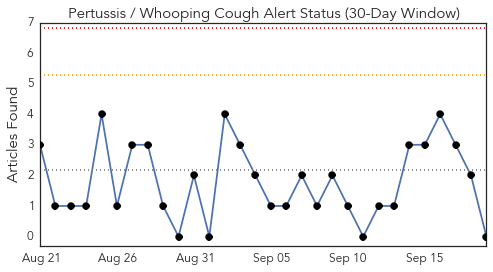 Pertussis / Whooping Cough Alert Status (30-Day Window)
Articles Found
7
6
5
4
3
2
1
0
Aug 21 Aug 26 Aug 31 Sep 05 Sep 10 Sep 15